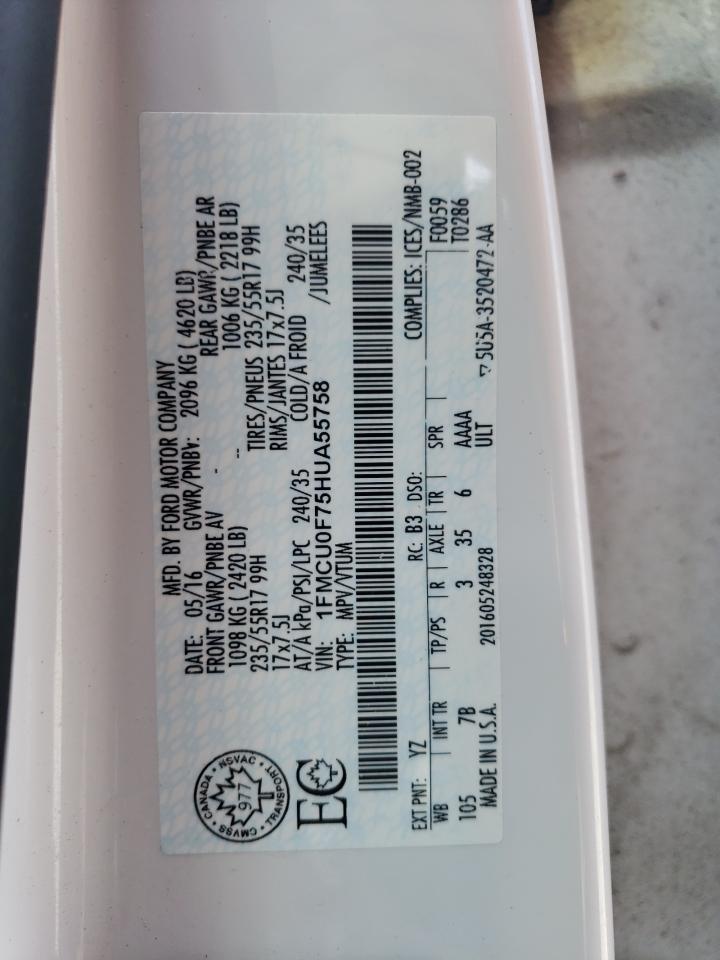 MFD. BY FORD MOTOR COMPANY
DATE: 05/16 GVWR/PNBV: 2096 KG ( 4620 LB)
FRONT GAWR/PNBE AV REAR GAWR/PNBE AR
1098 KG ( 2420 LB) -- 1006 KG ( 2218 LB)
235/55R17 99H -- TIRES/PNEUS 235/55R17 99H
17x7.5J RIMS/JANTES 17x7.5J
AT/A kPa/PSI/LPC 240/35 COLD/A FROID 240/35
VIN: 1FMCU0F75HUA55758 /JUMELEES
TYPE: MPV/VTUM
CANADA • NSVAC • TRANSPORT • CMVSS •
977
EC
EXT PNT: YZ RC: B3 DSO: COMPLIES: ICES/NMB-002
WB INT TR TP/PS R AXLE TR SPR F0059
105 7B 3 35 6 AAAA T0286
MADE IN U.S.A. 201605248328 ULT 5U5A-3520472-AA